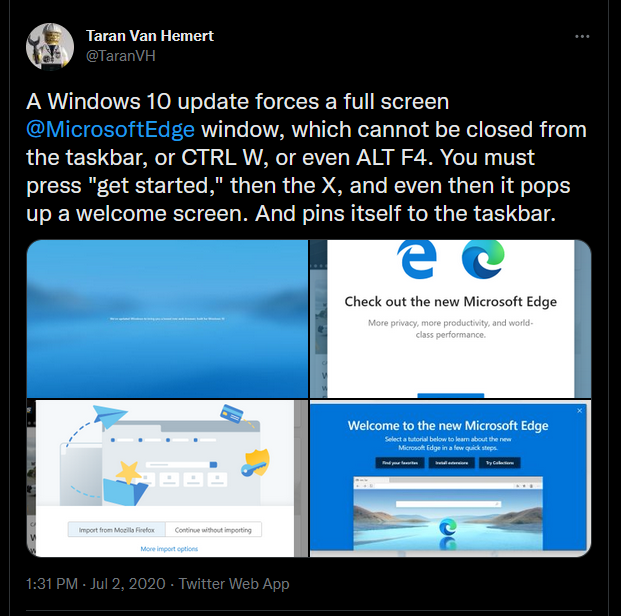 Taran Van Hemert
@TaranVH
A Windows 10 update forces a full screen
@MicrosoftEdge window, which cannot be closed from
the taskbar, or CTRL W, or even ALT F4. You must
press "get started," then the X, and even then it pops
up a welcome screen. And pins itself to the taskbar.
Check out the new Microsoft Edge
More privacy, more productivity, and world-
class performance.
Import from Mozilla Firefox
Continue without importing
More import options
Welcome to the new Microsoft Edge
Select a tutorial below to learn about the new
Microsoft Edge in a few quick steps.
Find your favorites
Install extensions
Try Collections
1:31 PM · Jul 2, 2020 · Twitter Web App